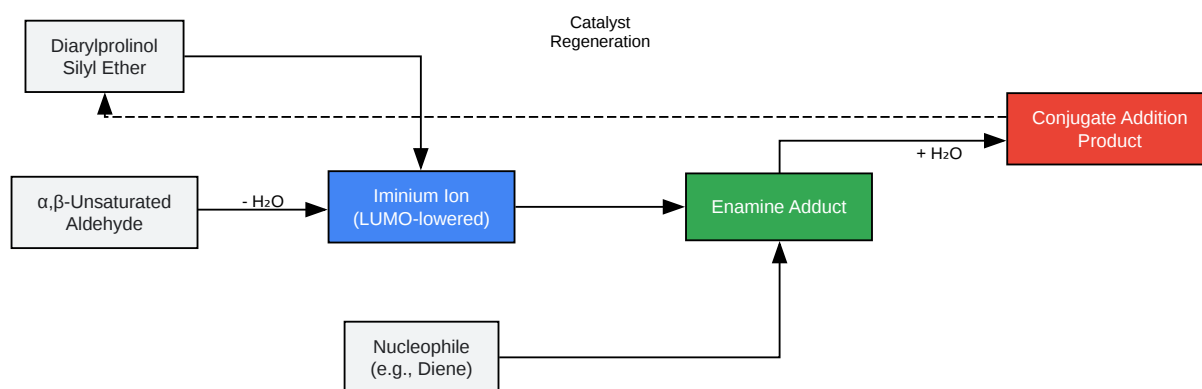 Catalyst
Regeneration
Diarylprolinol
Silyl Ether
Conjugate Addition
Product
+ H₂O
α,β-Unsaturated
Aldehyde
- H₂O
Iminium Ion
(LUMO-lowered)
Enamine Adduct
Nucleophile
(e.g., Diene)